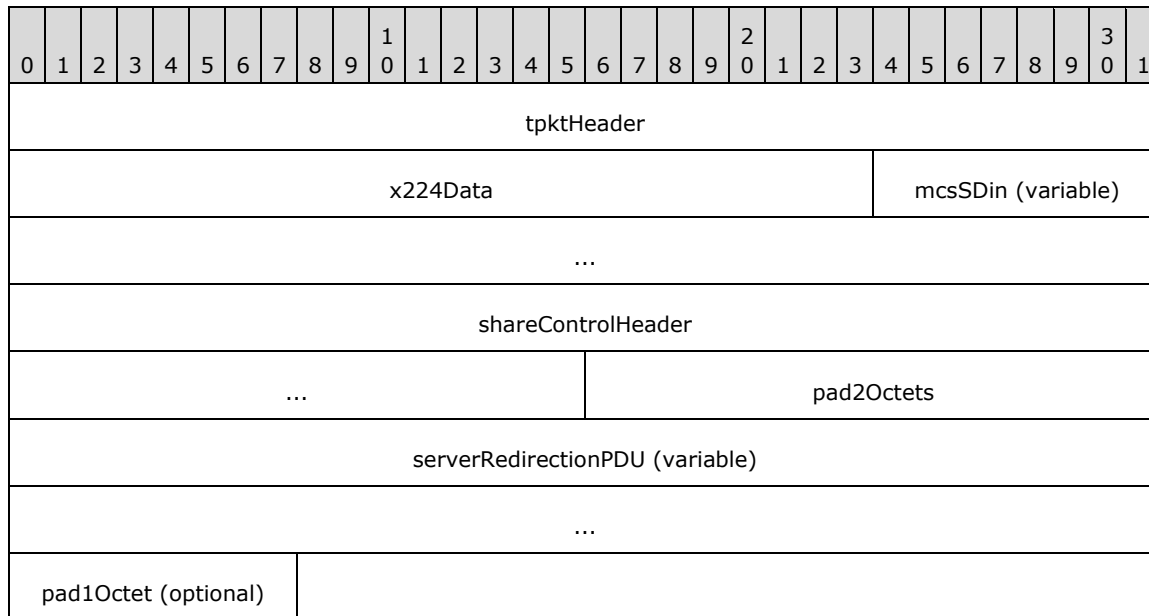 1 2 3
0 1 2 3 4 5 6 7 8 9 0 1 2 3 4 5 6 7 8 9 0 1 2 3 4 5 6 7 8 9 0 1
tpktHeader
x224Data mcsSDin (variable)
...
shareControlHeader
... pad2Octets
serverRedirectionPDU (variable)
...
pad1Octet (optional)